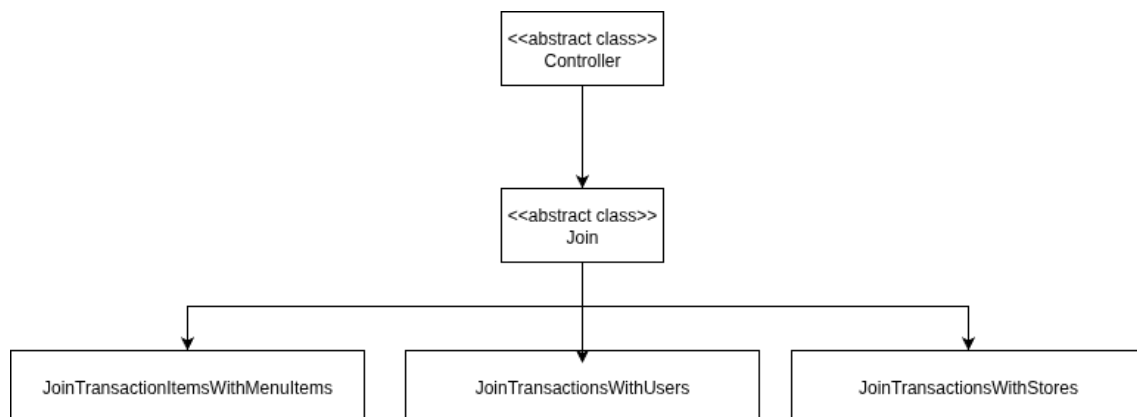 <<abstract class>>
Controller
<<abstract class>>
Join
JoinTransactionItemsWithMenuItems
JoinTransactionsWithUsers
JoinTransactionsWithStores